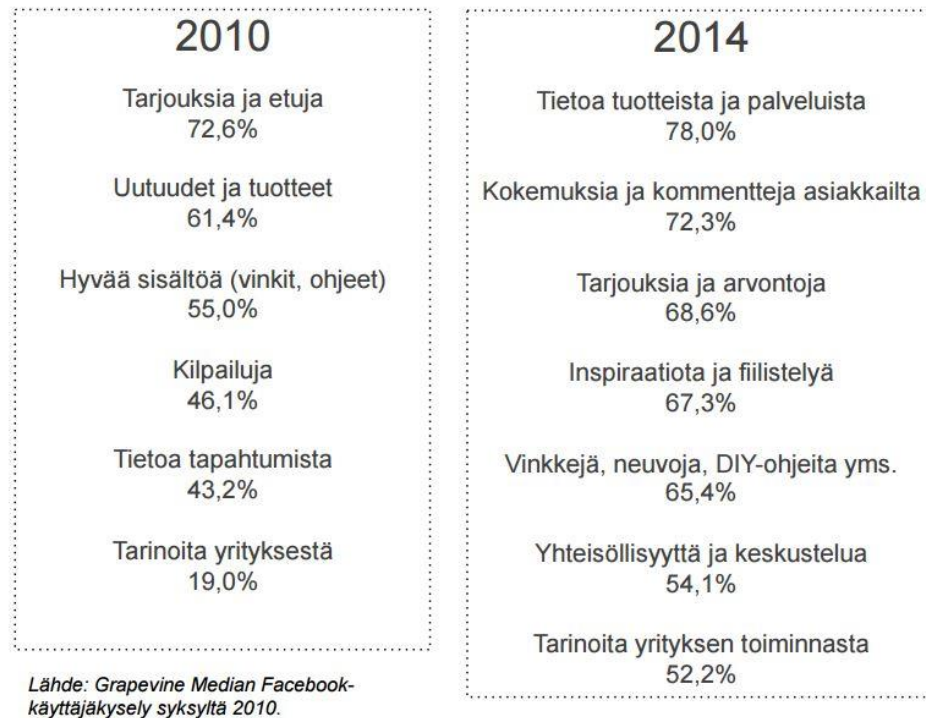 2010
Tarjouksia ja etuja
72,6%
Uutuudet ja tuotteet
61,4%
Hyvää sisältöä (vinkit, ohjeet)
55,0%
Kilpailuja
46,1%
Tietoa tapahtumista
43,2%
Tarinoita yrityksestä
19,0%
Lähde: Grapevine Median Facebook-
käyttäjäkysely syksyltä 2010.
2014
Tietoa tuotteista ja palveluista
78,0%
Kokemuksia ja kommentteja asiakkailta
72,3%
Tarjouksia ja arvontoja
68,6%
Inspiraatiota ja fiilistelyä
67,3%
Vinkkejä, neuvoja, DIY-ohjeita yms.
65,4%
Yhteisöllisyyttä ja keskustelua
54,1%
Tarinoita yrityksen toiminnasta
52,2%